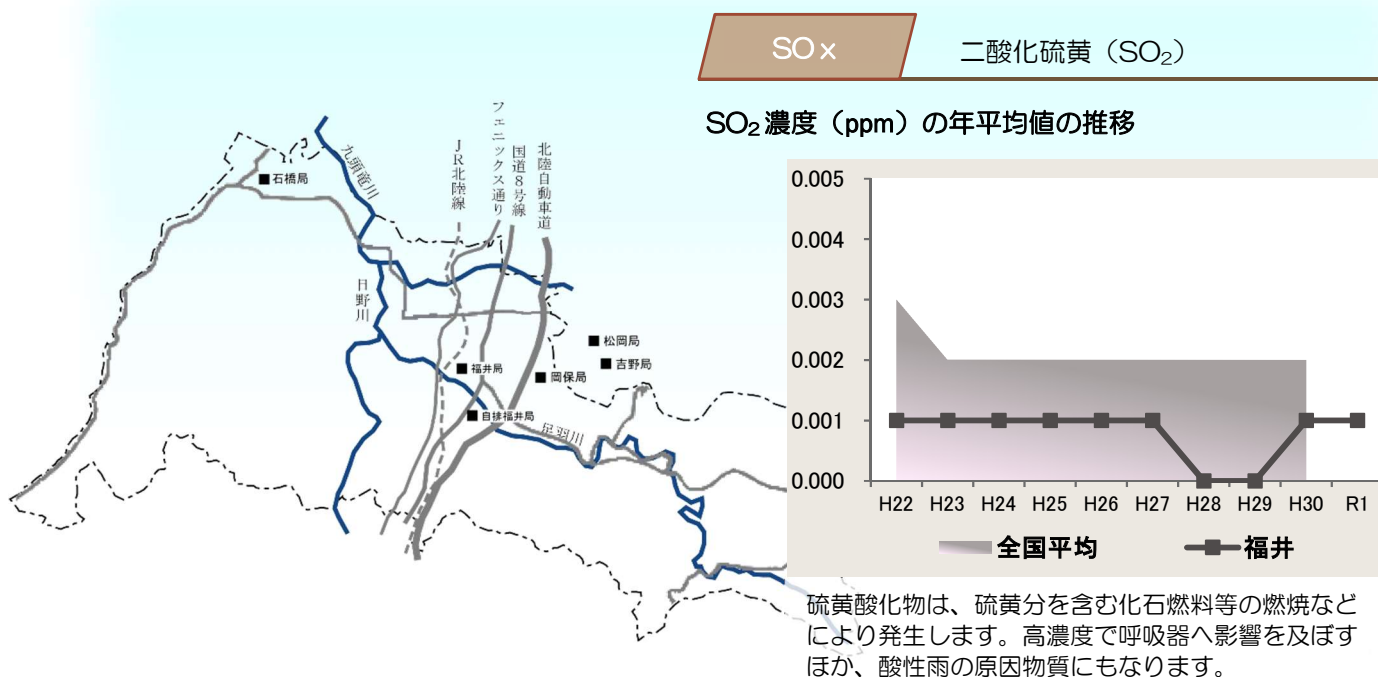 SOx
二酸化硫黄（SO₂）
SO₂濃度（ppm）の年平均値の推移
九頭竜川
JR北陸線
フェニックス通り
国道８号線
北陸自動車道
石橋局
日野川
松岡局
吉野局
福井局
岡保局
自排福井局
足羽川
0.005
0.004
0.003
0.002
0.001
0.000
H22 H23 H24 H25 H26 H27 H28 H29 H30 R1
全国平均 福井
硫黄酸化物は、硫黄分を含む化石燃料等の燃焼など
により発生します。高濃度で呼吸器へ影響を及ぼす
ほか、酸性雨の原因物質にもなります。